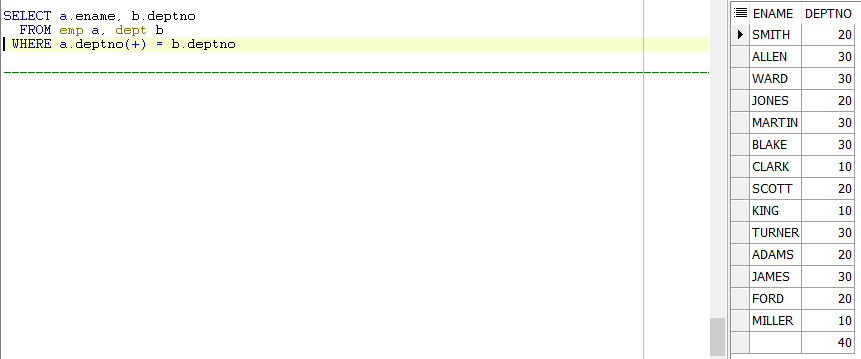 SELECT a.ename, b.deptno
FROM emp a, dept b
WHERE a.deptno(+) = b.deptno
ENAME DEPTNO
SMITH 20
ALLEN 30
WARD 30
JONES 20
MARTIN 30
BLAKE 30
CLARK 10
SCOTT 20
KING 10
TURNER 30
ADAMS 20
JAMES 30
FORD 20
MILLER 10
40